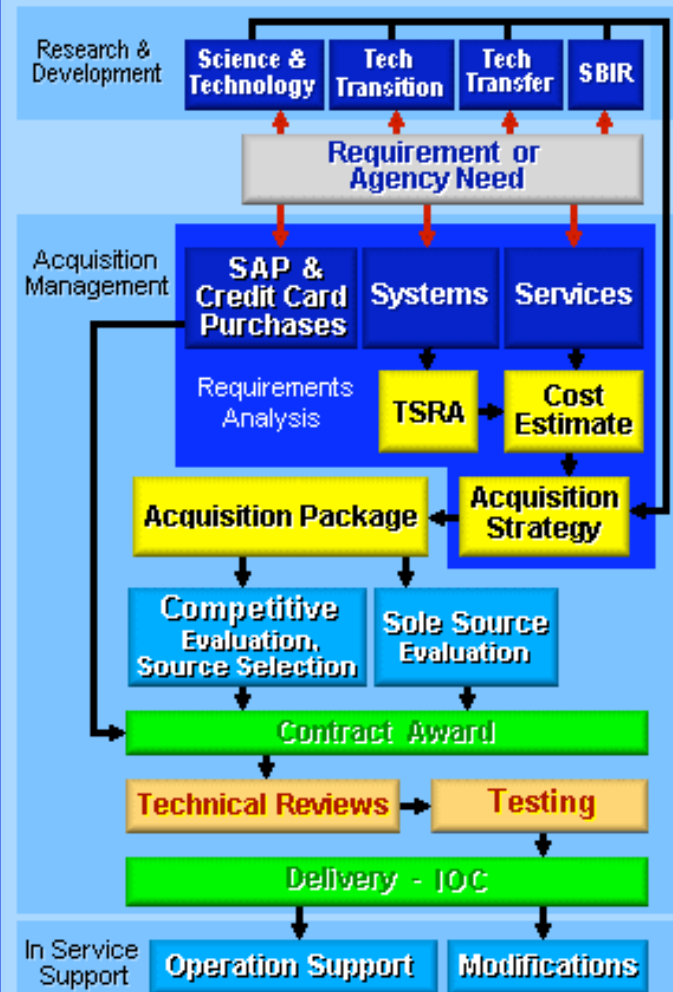 Research &
Development
Science &
Technology
Tech
Transition
Tech
Transfer
SBIR
Requirement or
Agency Need
Acquisition
Management
SAP &
Credit Card
Purchases
Systems
Services
Requirements
Analysis
TSRA
Cost
Estimate
Acquisition Package
Acquisition
Strategy
Competitive
Evaluation,
Source Selection
Sole Source
Evaluation
Contract Award
Technical Reviews
Testing
Delivery - IOC
In Service
Support
Operation Support
Modifications